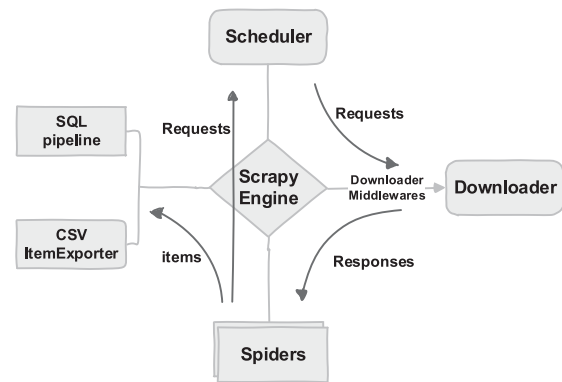 Scheduler
SQL
pipeline
Requests
Requests
Scrapy
Engine
Downloader
Middlewares
Downloader
CSV
ItemExporter
items
Responses
Spiders